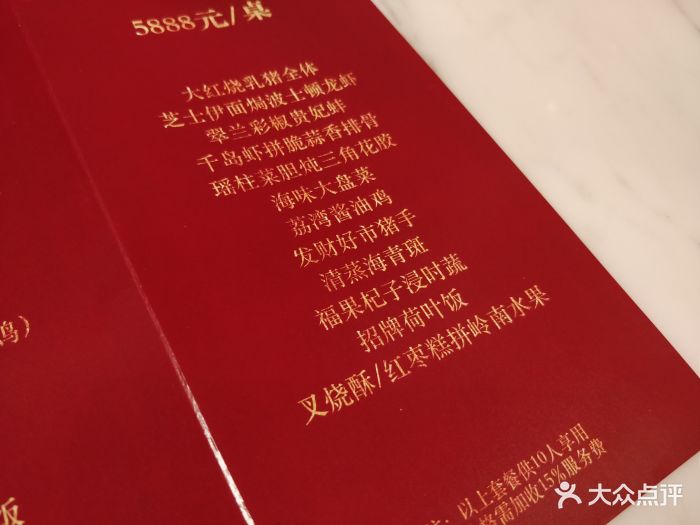 5888元/桌
大红烧乳猪全体
芝士伊面焗波士顿龙虾
翠兰彩椒贵妃蚌
千岛虾拼脆蒜香排骨
瑶柱菜胆炖三角花胶
海味大盘菜
荔湾酱油鸡
发财好市猪手
清蒸海青斑
福果杞子浸时蔬
招牌荷叶饭
叉烧酥/红枣糕拼岭南水果
：以上套餐供10人享用
需加收15%服务费
鸡）
饭
大众点评